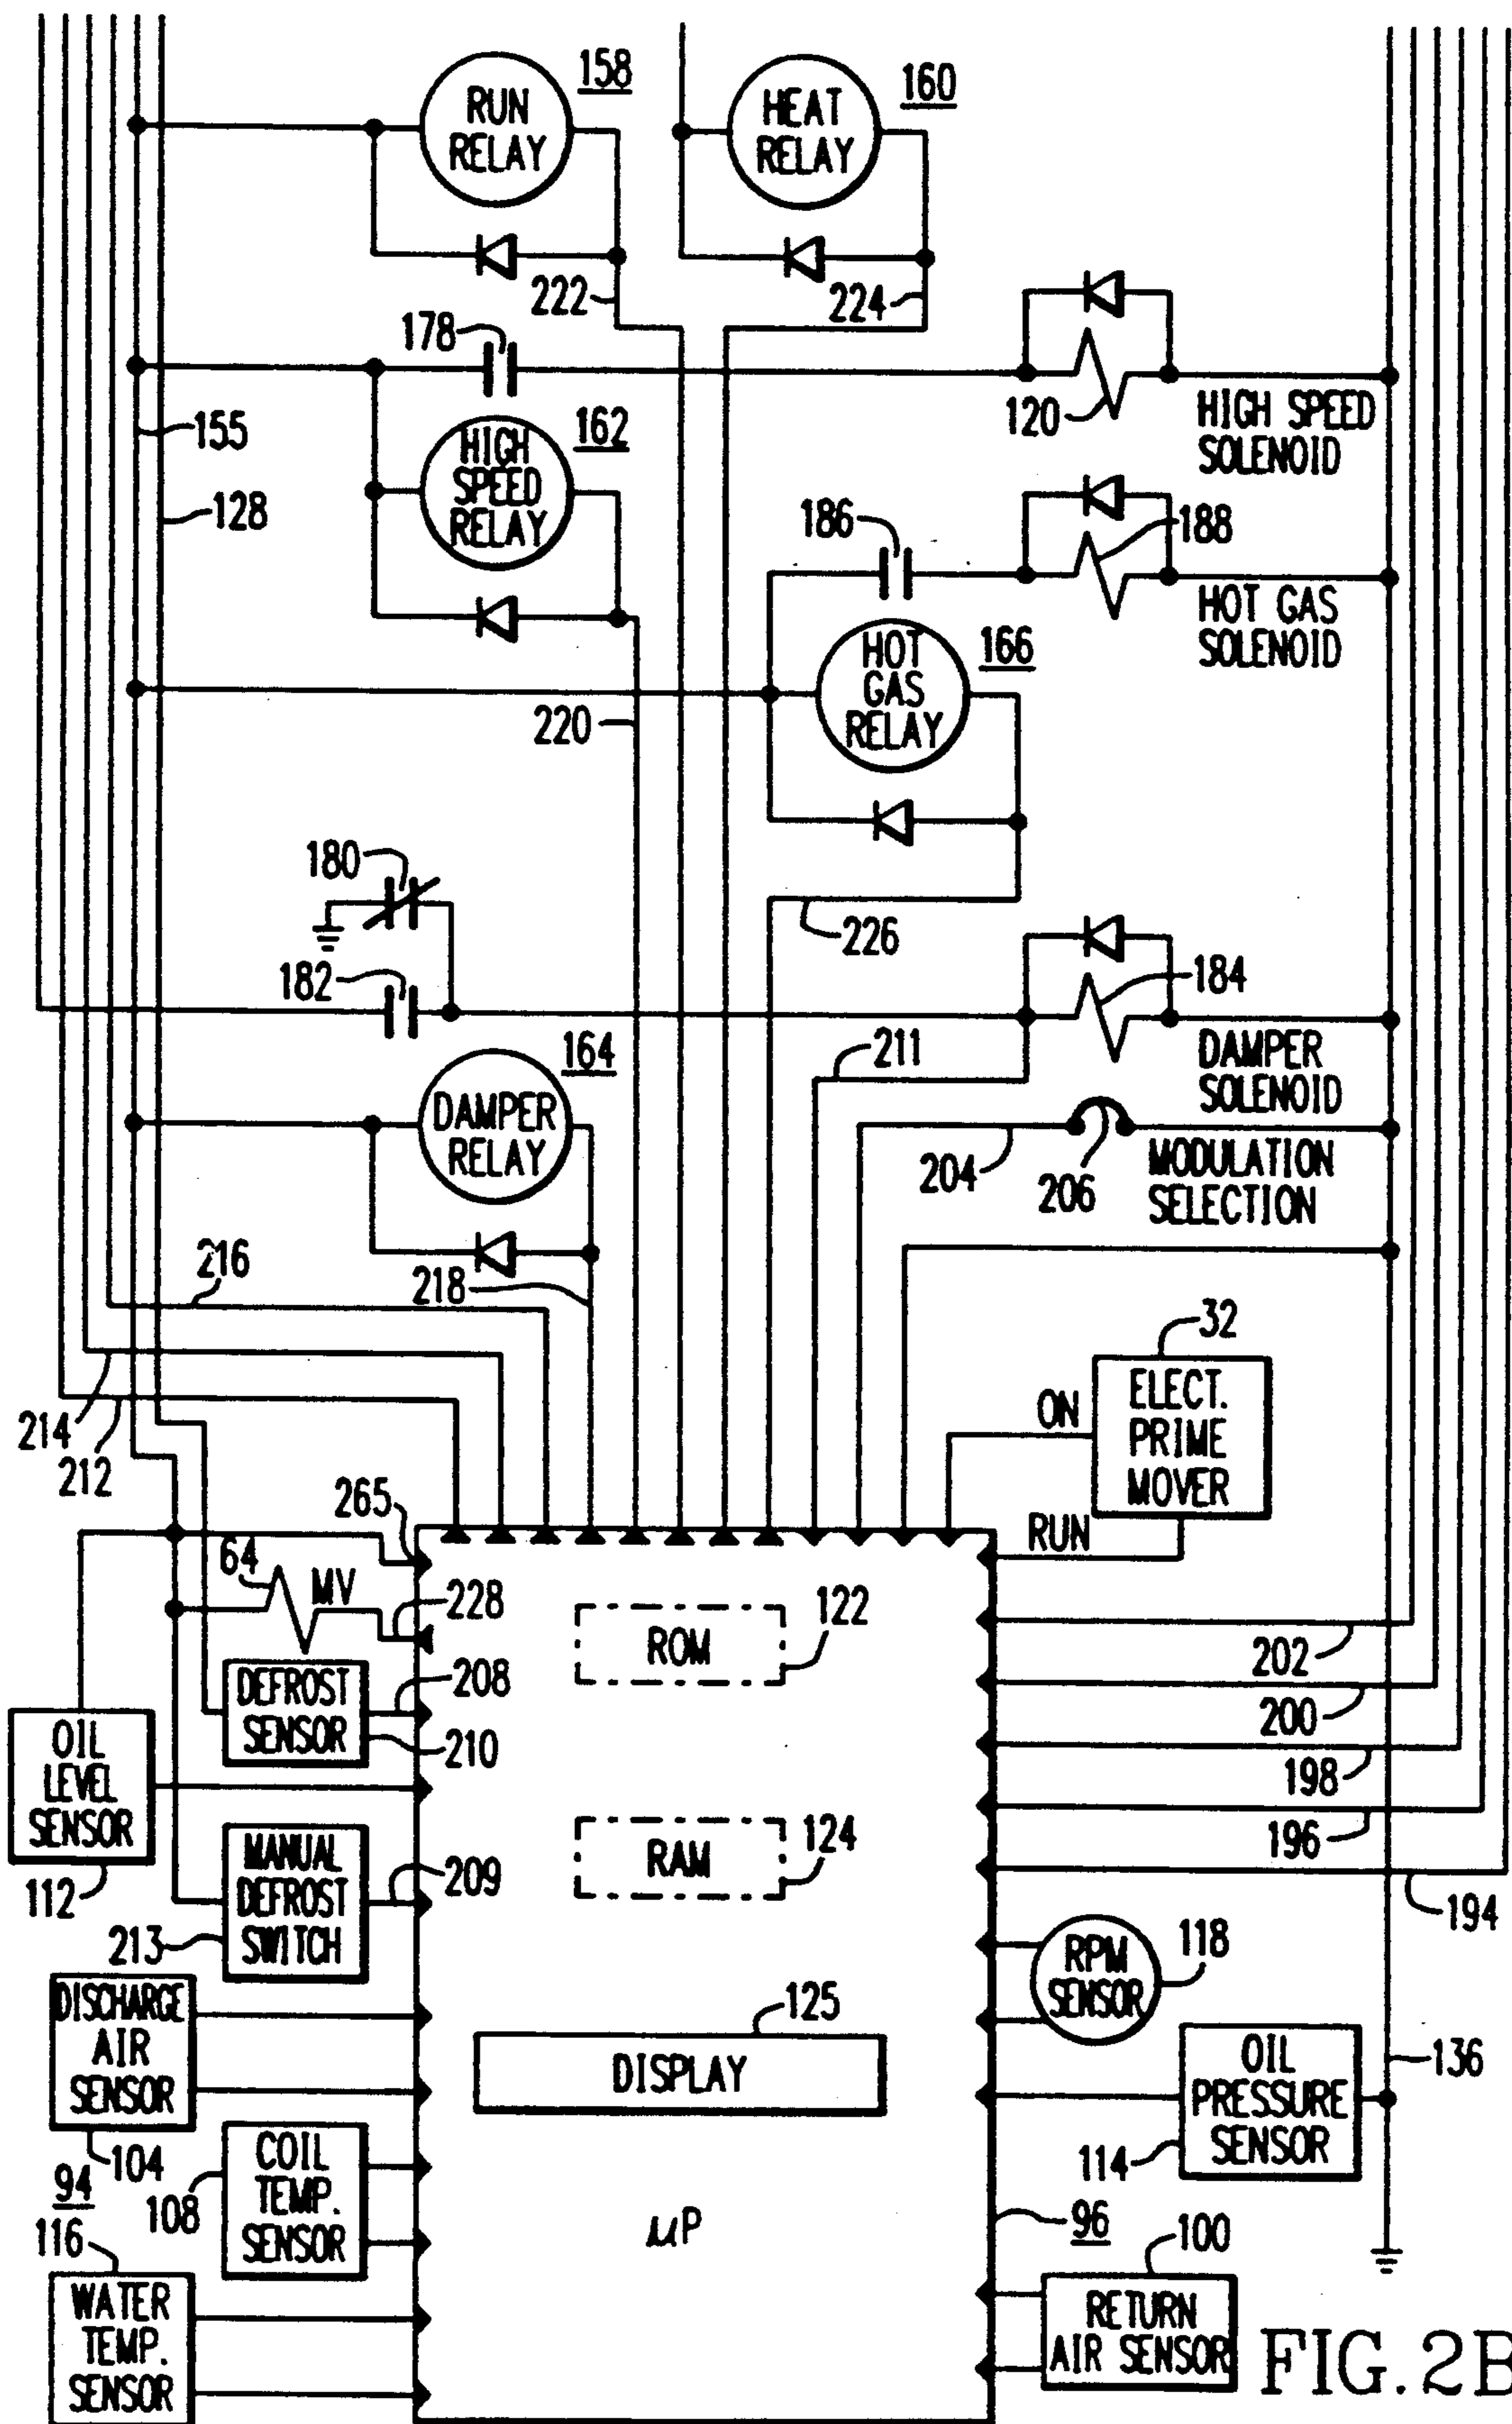 158
RUN
RELAY
160
HEAT
RELAY
222
224
178
120
HIGH SPEED
SOLENOID
155
162
HIGH
SPEED
RELAY
128
186
188
HOT GAS
SOLENOID
166
HOT
GAS
RELAY
220
180
226
182
184
DAMPER
SOLENOID
164
211
DAMPER
RELAY
204
206
MODULATION
SELECTION
216
218
32
ELECT.
PRIME
MOVER
ON
RUN
214
212
265
64
MV
228
ROM
122
202
DEFROST
SENSOR
208
210
200
OIL
LEVEL
SENSOR
198
112
MANUAL
DEFROST
SWITCH
209
213
RAM
124
196
194
RPM
SENSOR
118
DISCHARGE
AIR
SENSOR
104
125
DISPLAY
OIL
PRESSURE
SENSOR
136
114
94
COIL
TEMP.
SENSOR
108
μP
96
116
WATER
TEMP.
SENSOR
100
RETURN
AIR SENSOR
FIG. 2B